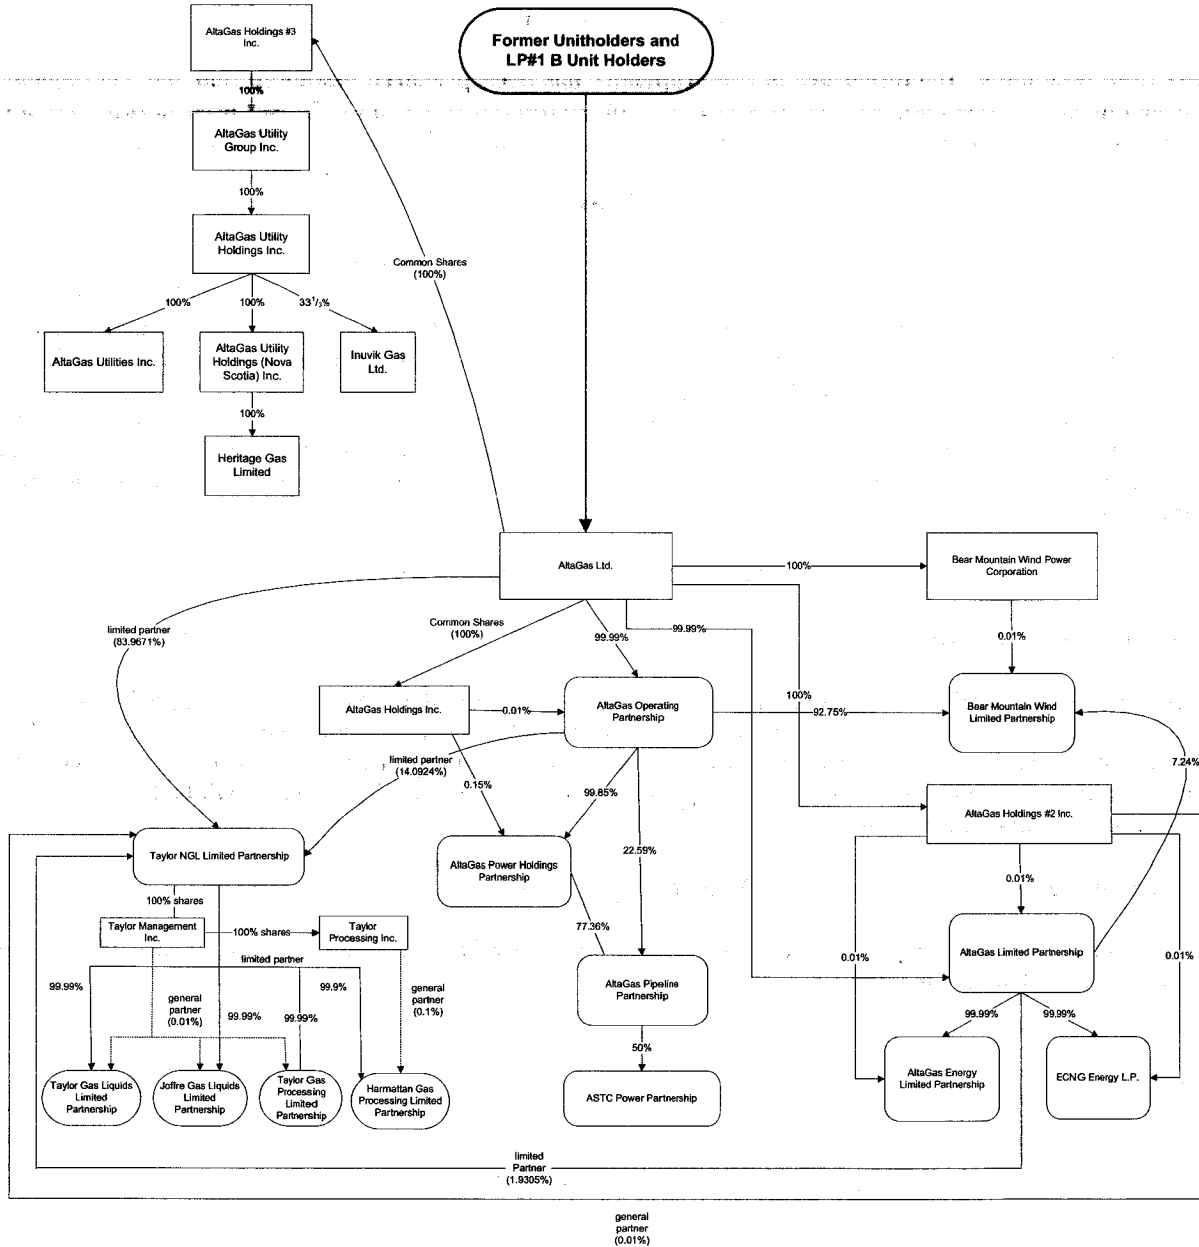 AltaGas Holdings #3
Inc.
Former Unitholders and
LP#1 B Unit Holders
100%
AltaGas Utility
Group Inc.
100%
AltaGas Utility
Holdings Inc.
Common Shares
(100%)
100%
100%
33 1/3%
AltaGas Utilities Inc.
AltaGas Utility
Holdings (Nova
Scotia) Inc.
Inuvik Gas
Ltd.
100%
Heritage Gas
Limited
AltaGas Ltd.
100%
Bear Mountain Wind Power
Corporation
limited partner
(83.9671%)
Common Shares
(100%)
99.99%
99.99%
0.01%
100%
AltaGas Holdings Inc.
0.01%
AltaGas Operating
Partnership
92.75%
Bear Mountain Wind
Limited Partnership
limited partner
(14.0924%)
0.15%
99.85%
7.24%
AltaGas Holdings #2 Inc.
Taylor NGL Limited Partnership
AltaGas Power Holdings
Partnership
22.59%
0.01%
100% shares
Taylor Management
Inc.
100% shares
Taylor
Processing Inc.
77.36%
AltaGas Limited Partnership
0.01%
0.01%
limited partner
99.99%
general
partner
(0.01%)
99.99%
99.99%
99.9%
general
partner
(0.1%)
AltaGas Pipeline
Partnership
99.99%
99.99%
50%
Taylor Gas Liquids
Limited
Partnership
Joffre Gas Liquids
Limited
Partnership
Taylor Gas
Processing
Limited
Partnership
Harmattan Gas
Processing Limited
Partnership
ASTC Power Partnership
AltaGas Energy
Limited Partnership
ECNG Energy L.P.
limited
Partner
(1.9305%)
general
partner
(0.01%)